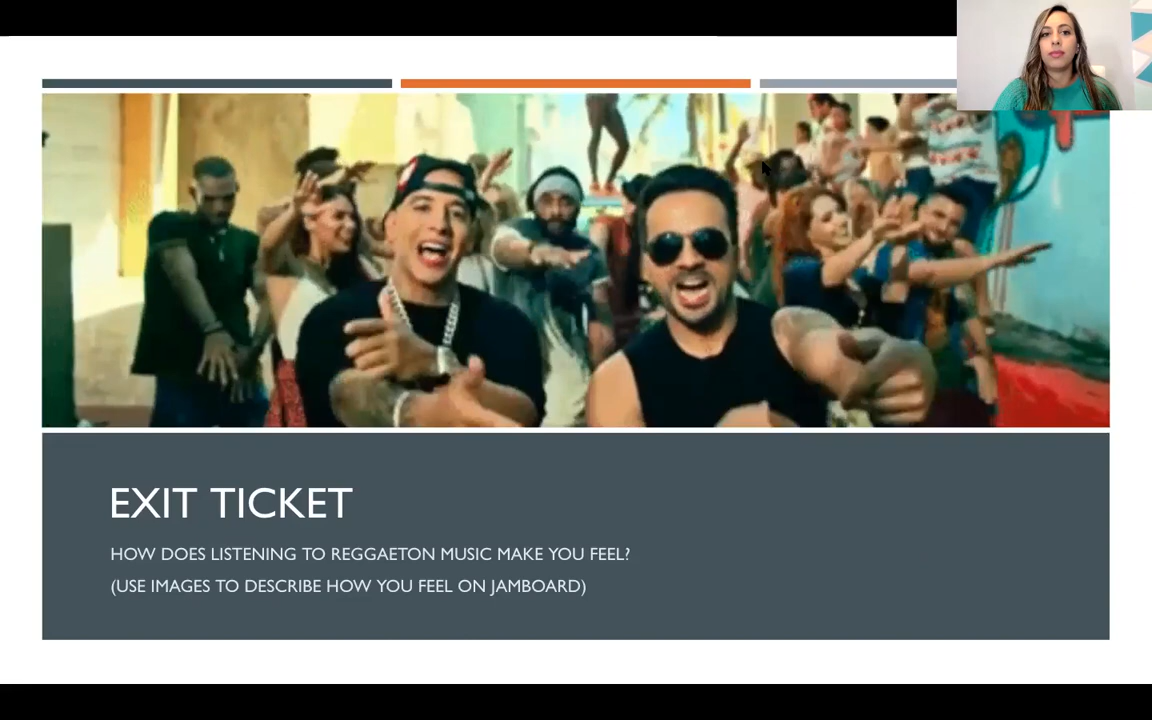 EXIT TICKET
HOW DOES LISTENING TO REGGAETON MUSIC MAKE YOU FEEL?
(USE IMAGES TO DESCRIBE HOW YOU FEEL ON JAMBOARD)